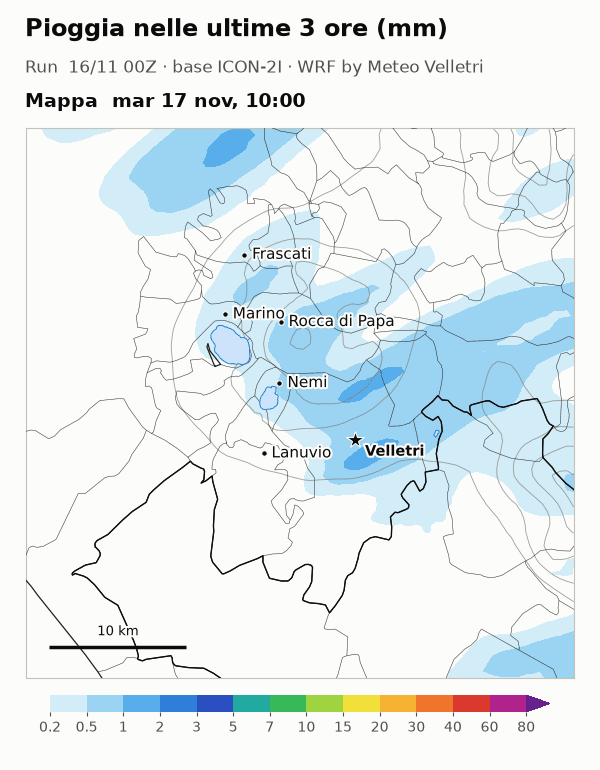 Pioggia nelle ultime 3 ore (mm)
Run 16/11 00Z · base ICON-2I · WRF by Meteo Velletri
Mappa mar 17 nov, 10:00
Frascati
Marino
Rocca di Papa
Nemi
Velletri
Lanuvio
10 km
0.2 0.5 1 2 3 5 7 10 15 20 30 40 60 80